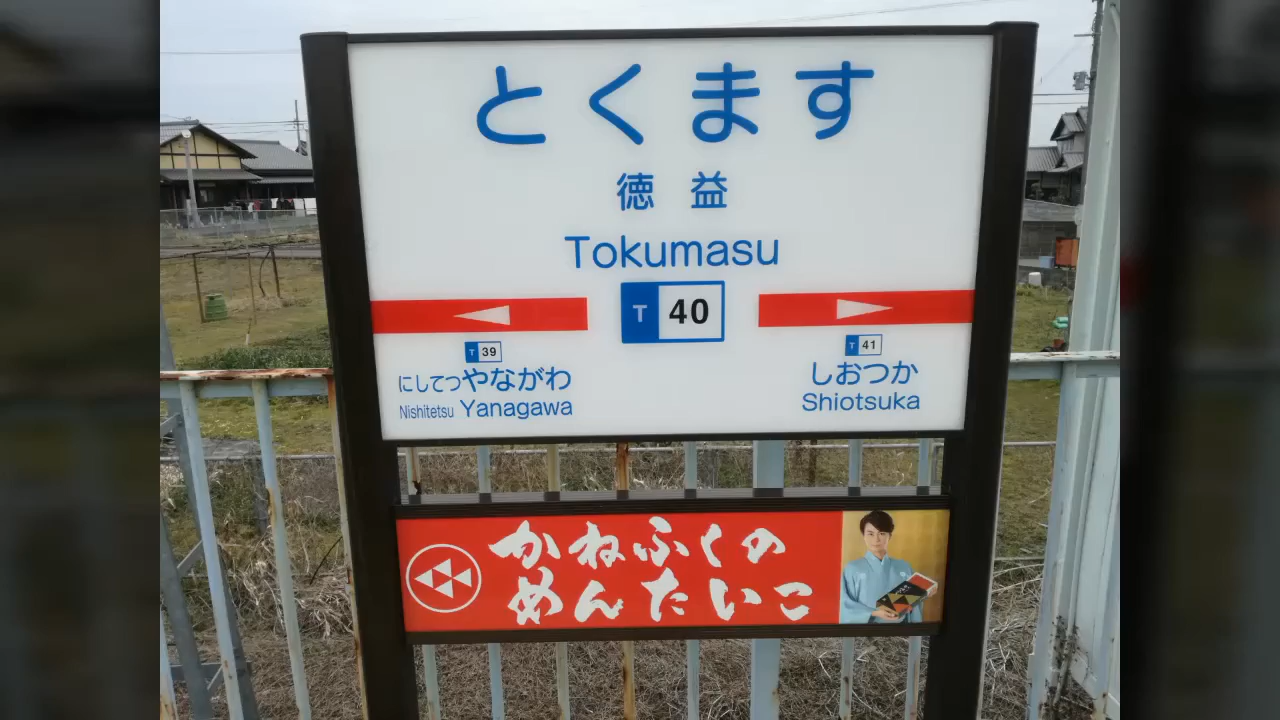 とくます
徳益
Tokumasu
T 40
T 39
にしてつやながわ
Nishitetsu Yanagawa
T 41
しおつか
Shiotsuka
かねふくの
めんたいこ